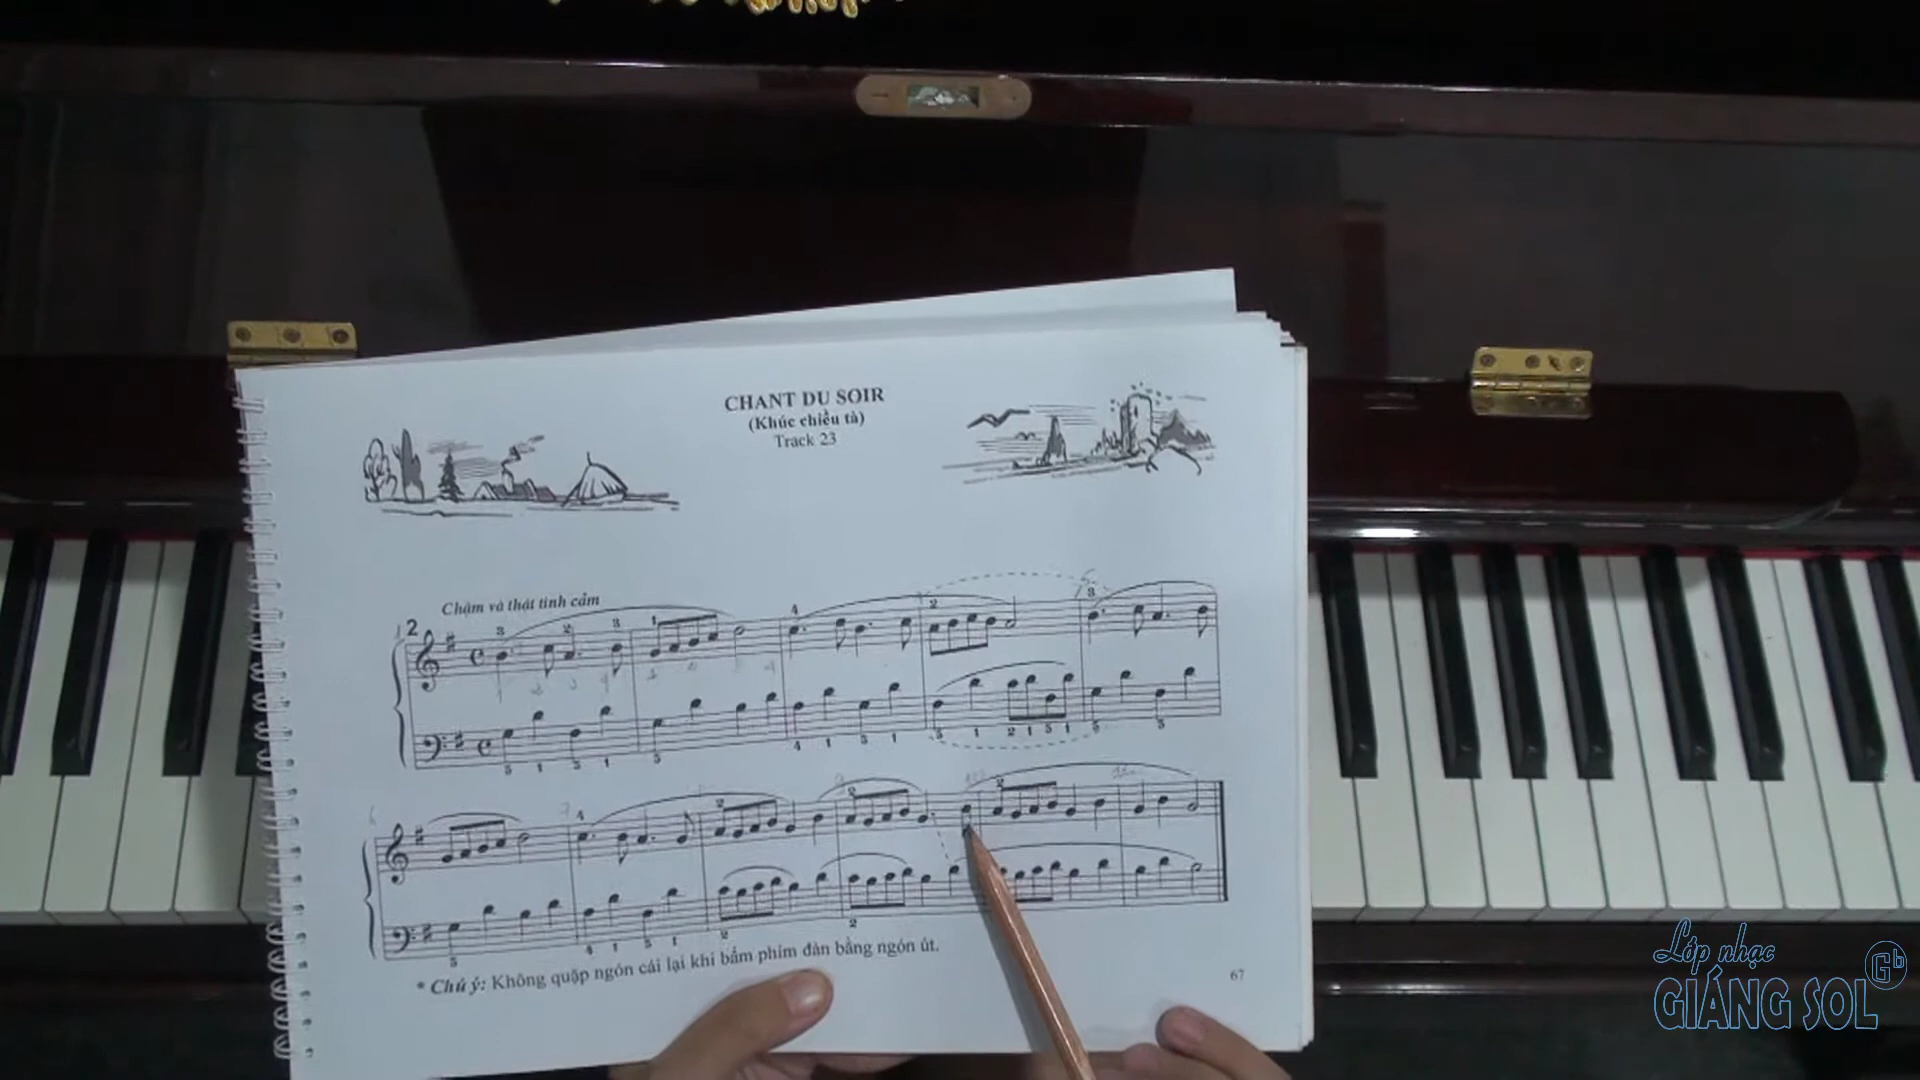 CHANT DU SOIR
(Khúc chiều tà)
Track 23
Chậm và thật tình cảm
* Chú ý: Không quặp ngón cái lại khi bấm phím đàn bằng ngón út.
67
Lớp nhạc
GIÁNG SOL
Gb